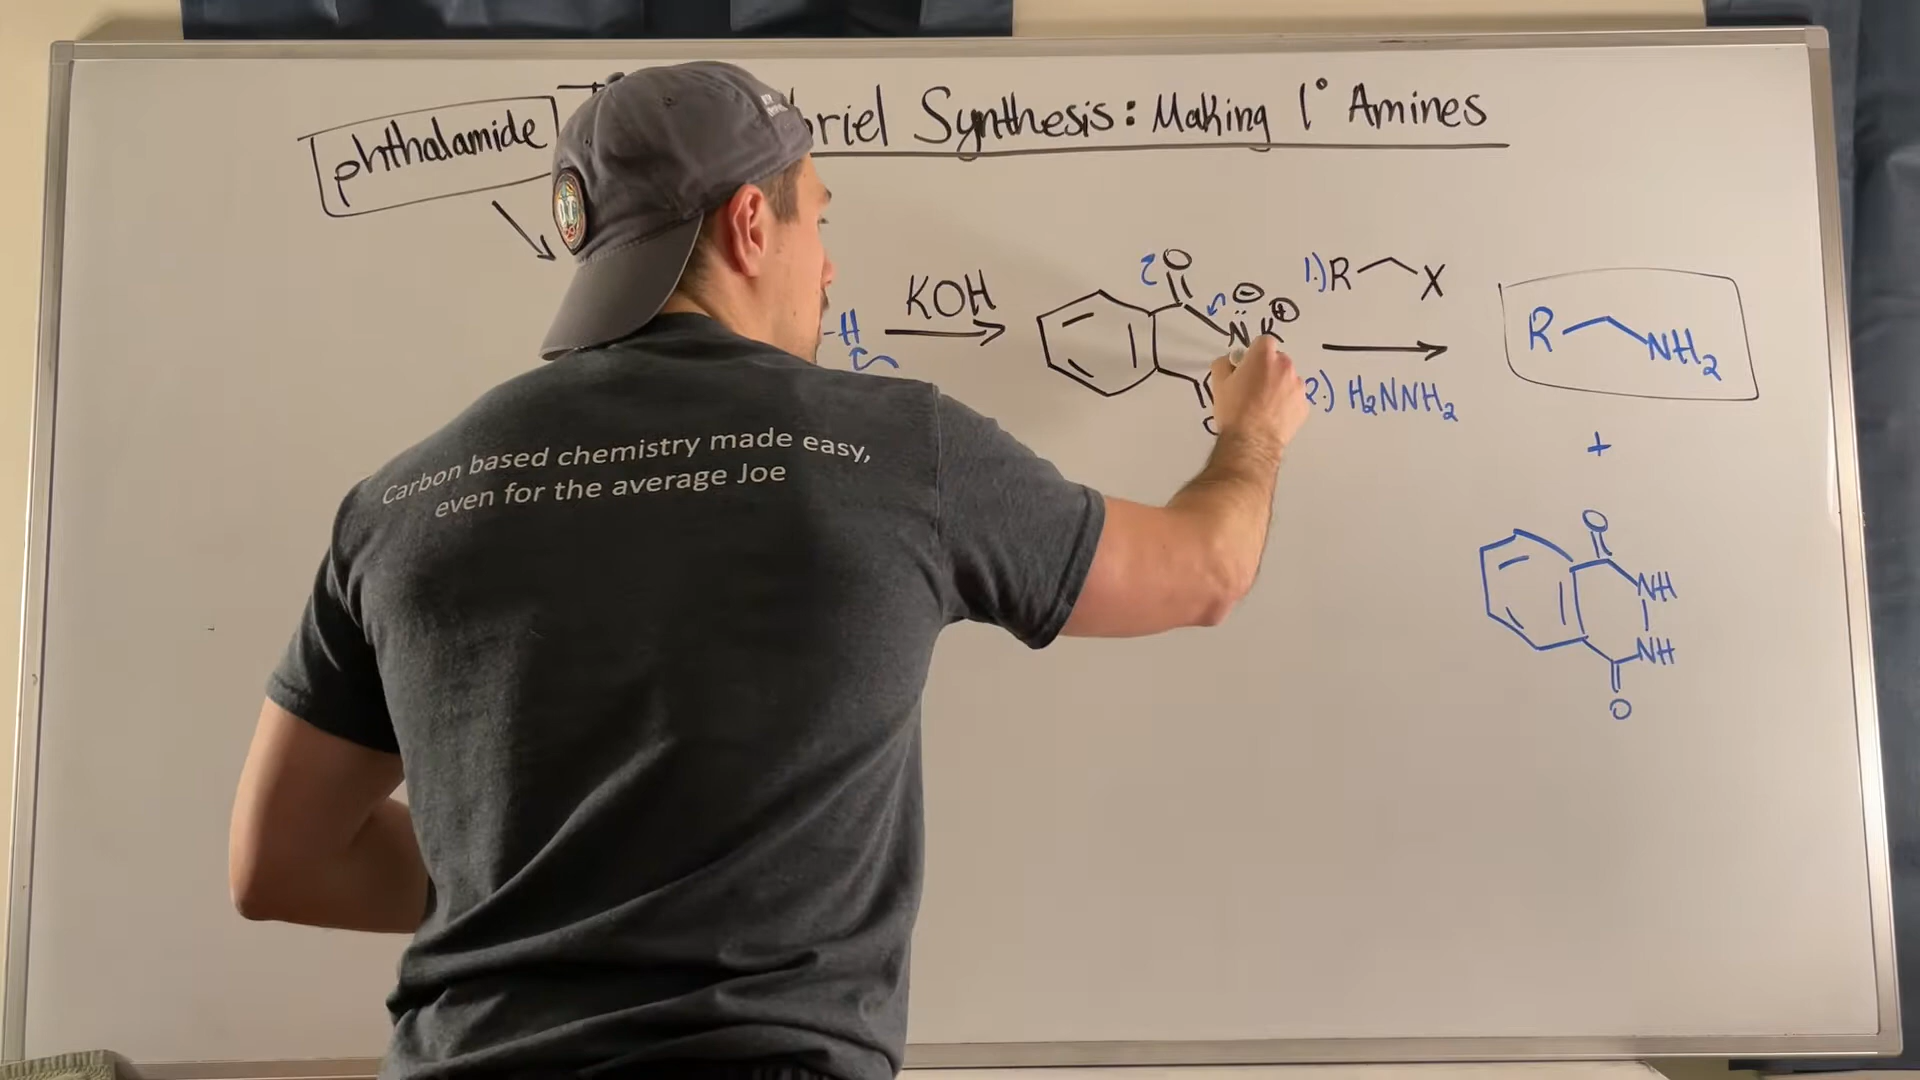 phthalamide
briel Synthesis: Making 1° Amines
-H
KOH
O
N
⊖
K
⊕
1.) R X
2.) H₂NNH₂
R NH₂
+
O
NH
NH
O
Carbon based chemistry made easy,
even for the average Joe